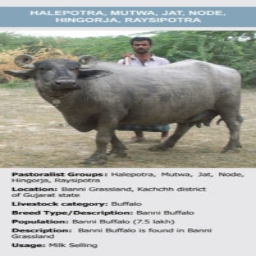 HALEPOTRA, MUTWA, JAT, NODE,
HINGORJA, RAYSIPOTRA
Pastoralist Groups: Halepotra, Mutwa, Jat, Node,
Hingorja, Raysipotra
Location: Banni Grassland, Kachchh district
of Gujarat state
Livestock category: Buffalo
Breed Type/Description: Banni Buffalo
Population: Banni Buffalo (7.5 lakh)
Description: Banni Buffalo is found in Banni
Grassland
Usage: Milk Selling